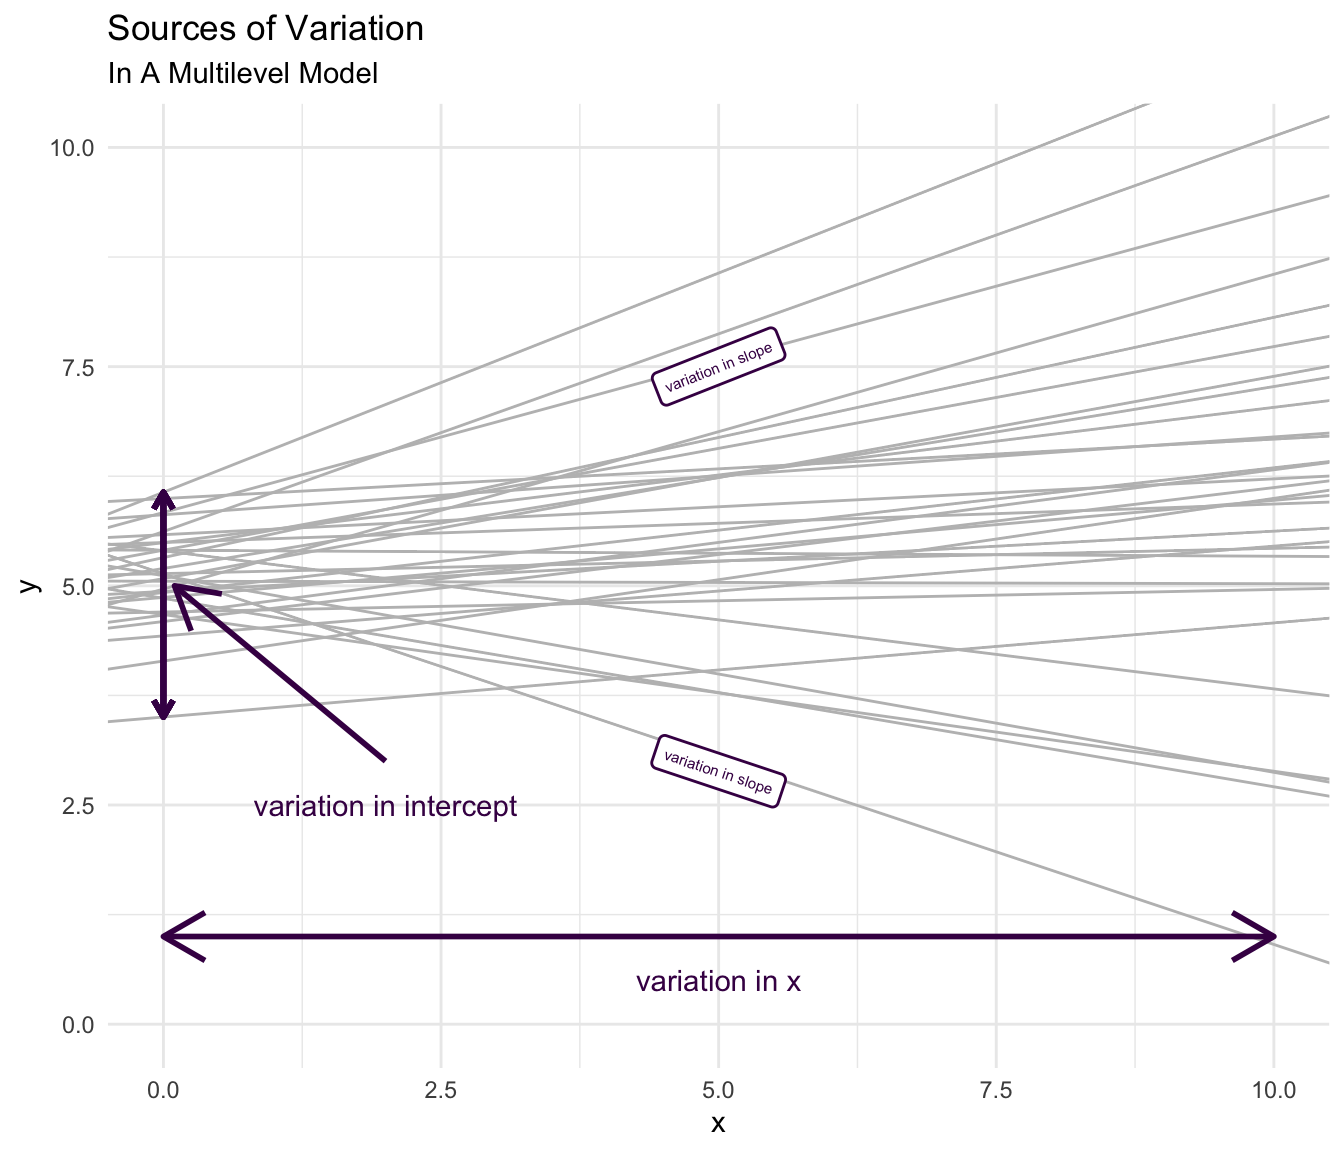 Sources of Variation
In A Multilevel Model
10.0
7.5
5.0
2.5
0.0
y
variation in slope
variation in slope
variation in intercept
variation in x
0.0 2.5 5.0 7.5 10.0
x